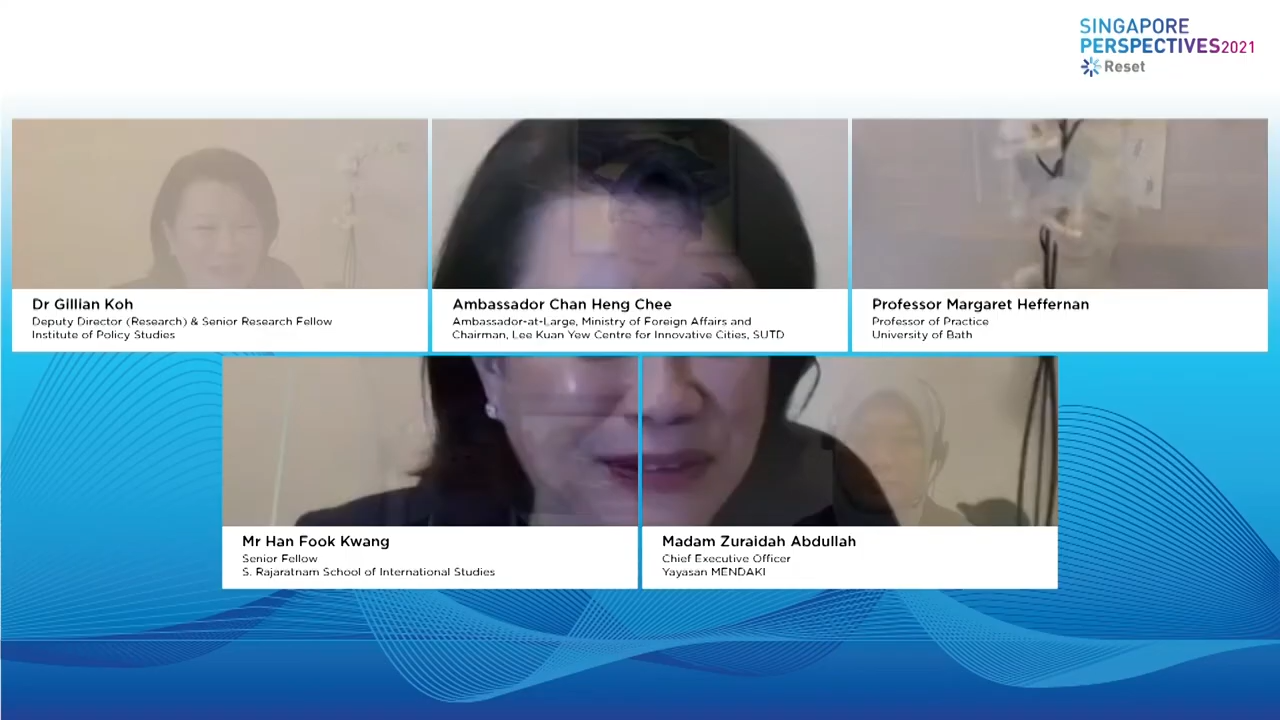 SINGAPORE
PERSPECTIVES2021
Reset
Dr Gillian Koh
Deputy Director (Research) & Senior Research Fellow
Institute of Policy Studies
Ambassador Chan Heng Chee
Ambassador-at-Large, Ministry of Foreign Affairs and
Chairman, Lee Kuan Yew Centre for Innovative Cities, SUTD
Professor Margaret Heffernan
Professor of Practice
University of Bath
Mr Han Fook Kwang
Senior Fellow
S. Rajaratnam School of International Studies
Madam Zuraidah Abdullah
Chief Executive Officer
Yayasan MENDAKI